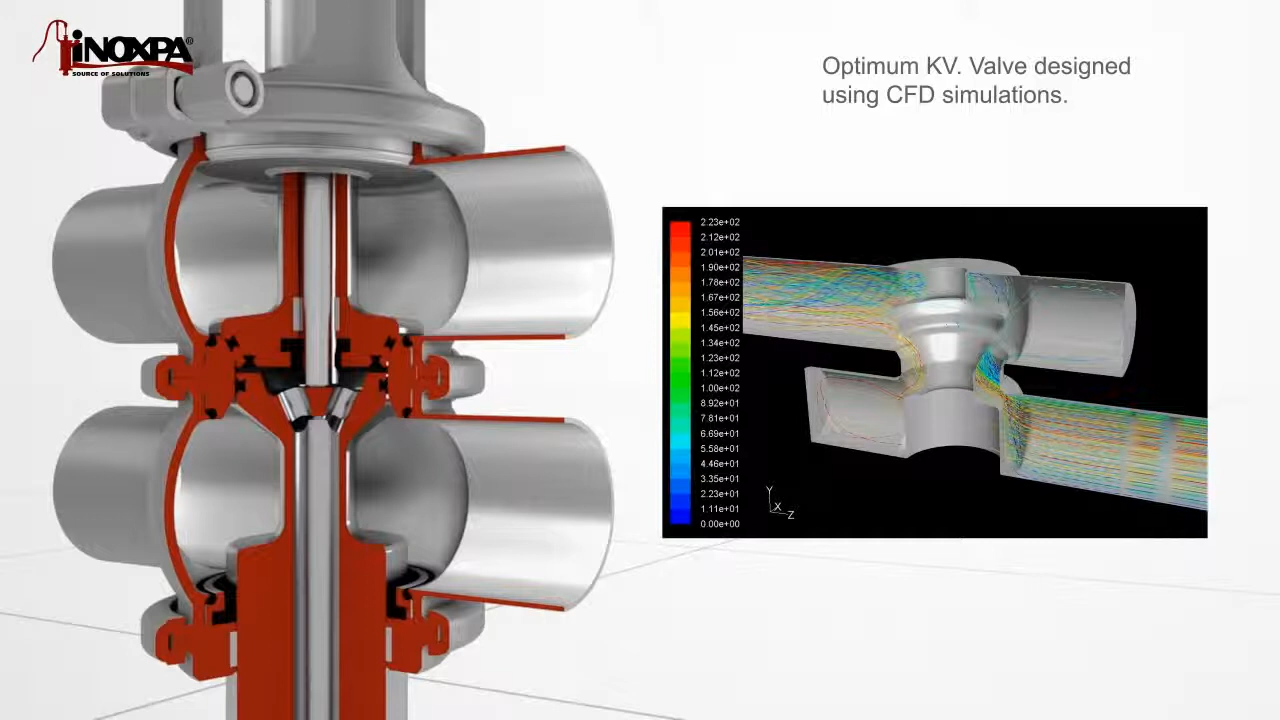 iNOXPA®
SOURCE OF SOLUTIONS
Optimum KV. Valve designed
using CFD simulations.
2.23e+02
2.12e+02
2.01e+02
1.90e+02
1.78e+02
1.67e+02
1.56e+02
1.45e+02
1.34e+02
1.23e+02
1.12e+02
1.00e+02
8.92e+01
7.81e+01
6.69e+01
5.58e+01
4.46e+01
3.35e+01
2.23e+01
1.11e+01
0.00e+00
Y
X
Z